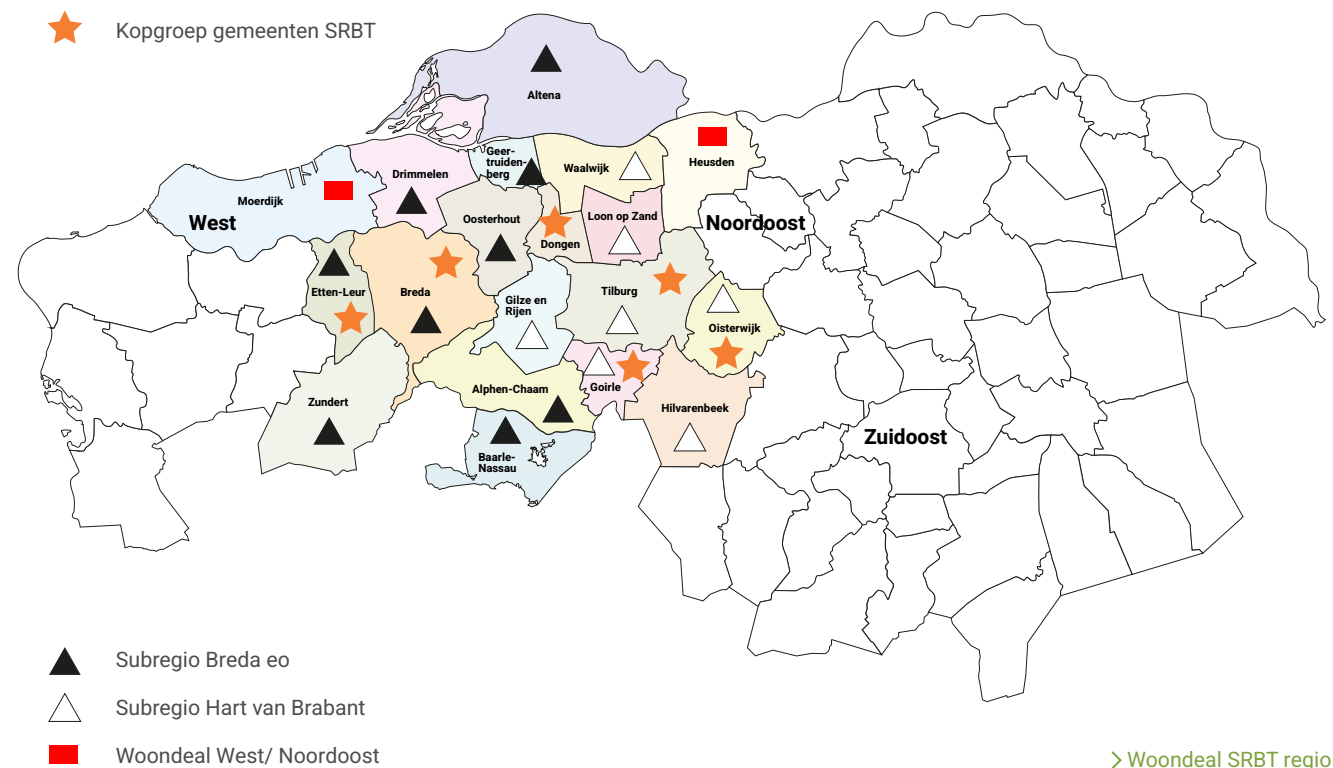 Kopgroep gemeenten SRBT
Altena
Geer-
truiden-
berg
Waalwijk
Heusden
Drimmelen
Moerdijk
West
Oosterhout
Dongen
Loon op Zand
Noordoost
Etten-Leur
Breda
Gilze en
Rijen
Tilburg
Oisterwijk
Alphen-Chaam
Goirle
Zundert
Hilvarenbeek
Zuidoost
Baarle-
Nassau
Subregio Breda eo
Subregio Hart van Brabant
Woondeal West/ Noordoost
> Woondeal SRBT regio